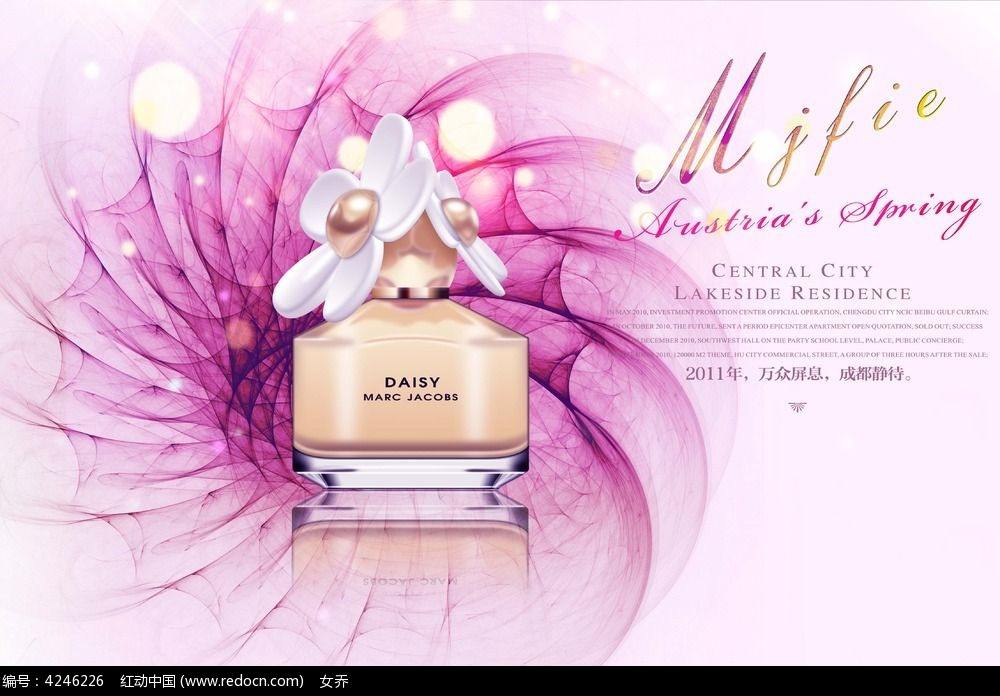 Mjfie
Austria's Spring
CENTRAL CITY
LAKESIDE RESIDENCE
IN MAY 2010, INVESTMENT PROMOTION CENTER OFFICIAL OPERATION, CHENGDU CITY NCIC BEIBU GULF CURTAIN;
IN OCTOBER 2010, THE FUTURE, SENT A PERIOD EPICENTER APARTMENT OPEN QUOTATION, SOLD OUT; SUCCESS
DECEMBER 2010, SOUTHWEST HALL ON THE PARTY SCHOOL LEVEL, PALACE, PUBLIC CONCIERGE;
2010, 120000 M2 THEME, HU CITY COMMERCIAL STREET, A GROUP OF THREE HOURS AFTER THE SALE;
2011年，万众屏息，成都静待。
DAISY
MARC JACOBS
MARC JACOBS
编号：4246226 红动中国 (www.redocn.com) 女乔